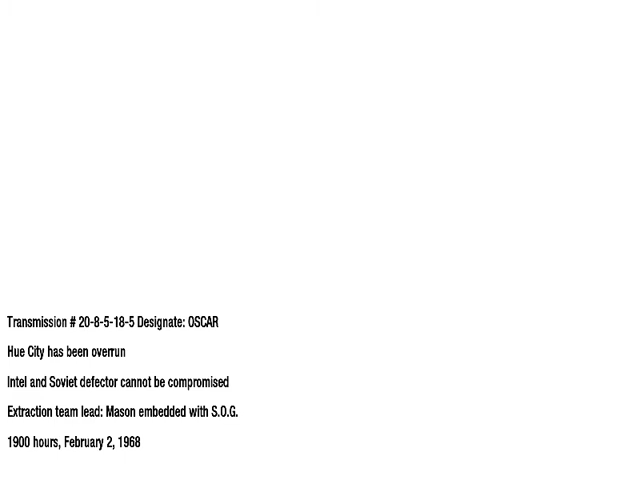 Transmission # 20-8-5-18-5 Designate: OSCAR
Hue City has been overrun
Intel and Soviet defector cannot be compromised
Extraction team lead: Mason embedded with S.O.G.
1900 hours, February 2, 1968